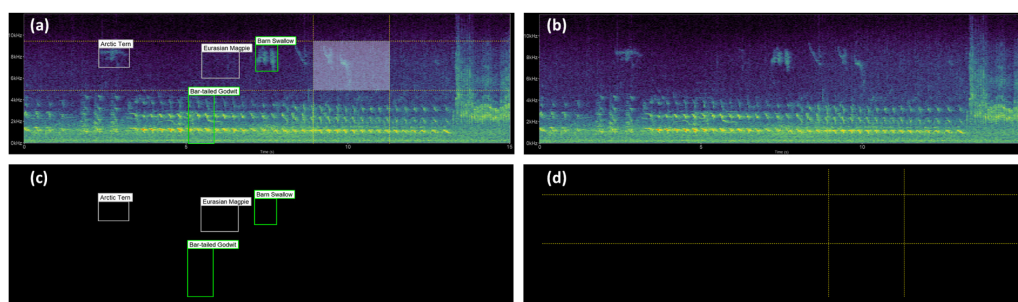 (a)
10kHz
8kHz
6kHz
4kHz
2kHz
0kHz
Arctic Tern
Eurasian Magpie
Barn Swallow
Bar-tailed Godwit
0
5
10
15
Time (s)
(b)
10kHz
8kHz
6kHz
4kHz
2kHz
0kHz
0
5
10
Time (s)
(c)
Arctic Tern
Eurasian Magpie
Barn Swallow
Bar-tailed Godwit
(d)